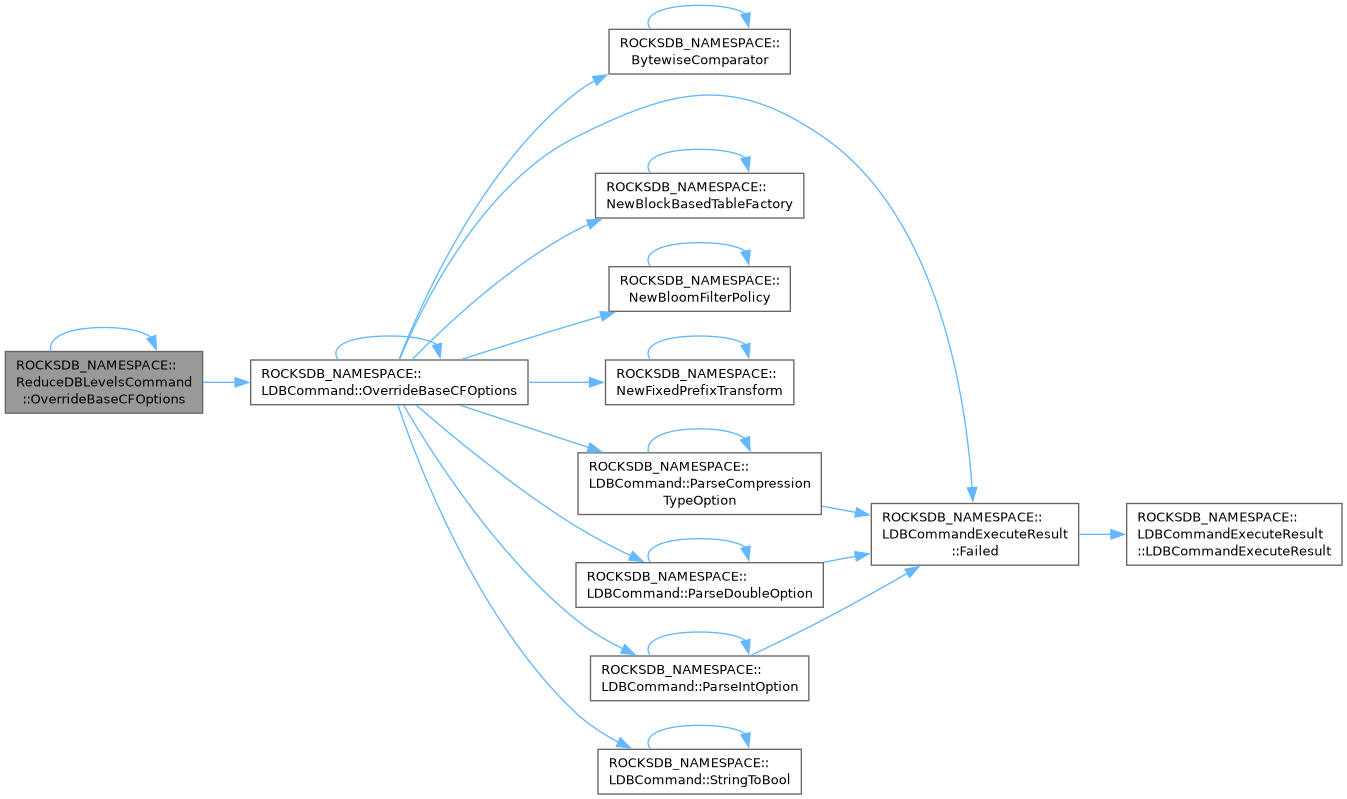 ROCKSDB_NAMESPACE::
ReduceDBLevelsCommand
::OverrideBaseCFOptions
ROCKSDB_NAMESPACE::
LDBCommand::OverrideBaseCFOptions
ROCKSDB_NAMESPACE::
BytewiseComparator
ROCKSDB_NAMESPACE::
NewBlockBasedTableFactory
ROCKSDB_NAMESPACE::
NewBloomFilterPolicy
ROCKSDB_NAMESPACE::
NewFixedPrefixTransform
ROCKSDB_NAMESPACE::
LDBCommand::ParseCompression
TypeOption
ROCKSDB_NAMESPACE::
LDBCommand::ParseDoubleOption
ROCKSDB_NAMESPACE::
LDBCommand::ParseIntOption
ROCKSDB_NAMESPACE::
LDBCommand::StringToBool
ROCKSDB_NAMESPACE::
LDBCommandExecuteResult
::Failed
ROCKSDB_NAMESPACE::
LDBCommandExecuteResult
::LDBCommandExecuteResult